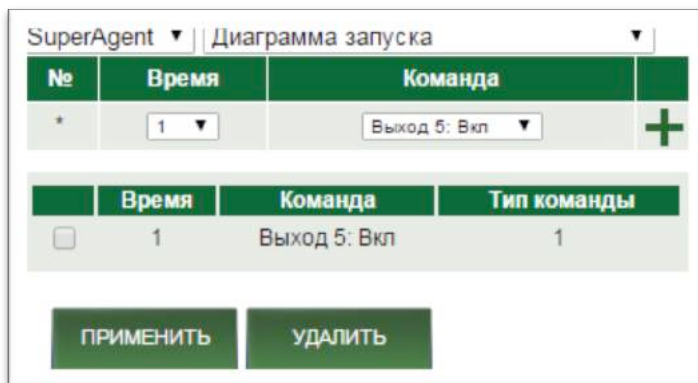 SuperAgent Диаграмма запуска
№ Время Команда
* 1 Выход 5: Вкл
Время Команда Тип команды
1 Выход 5: Вкл 1
ПРИМЕНИТЬ УДАЛИТЬ